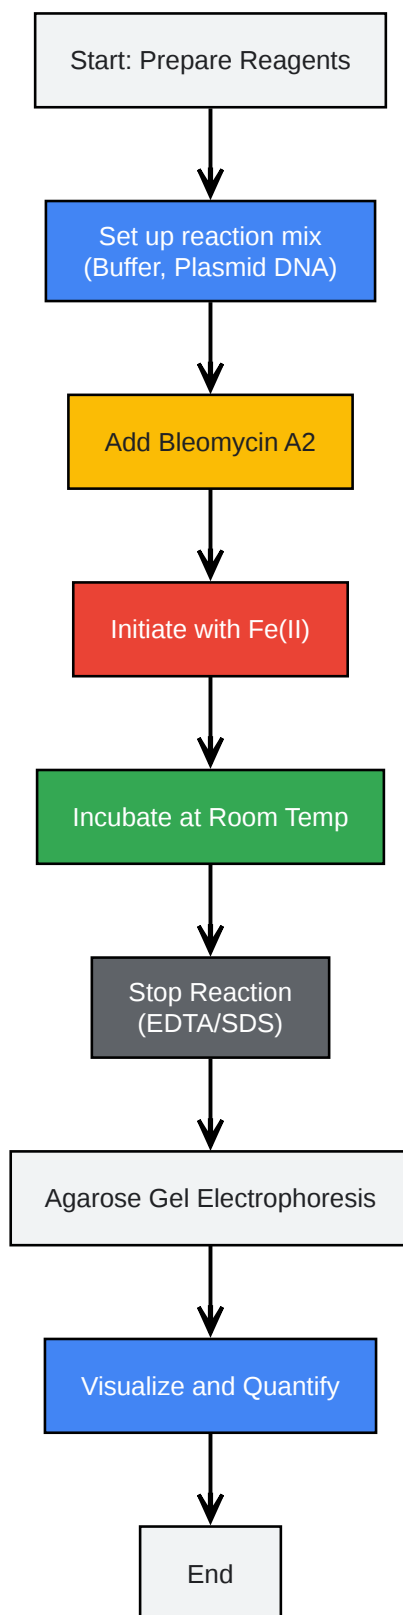 Start: Prepare Reagents
Set up reaction mix
(Buffer, Plasmid DNA)
Add Bleomycin A2
Initiate with Fe(II)
Incubate at Room Temp
Stop Reaction
(EDTA/SDS)
Agarose Gel Electrophoresis
Visualize and Quantify
End